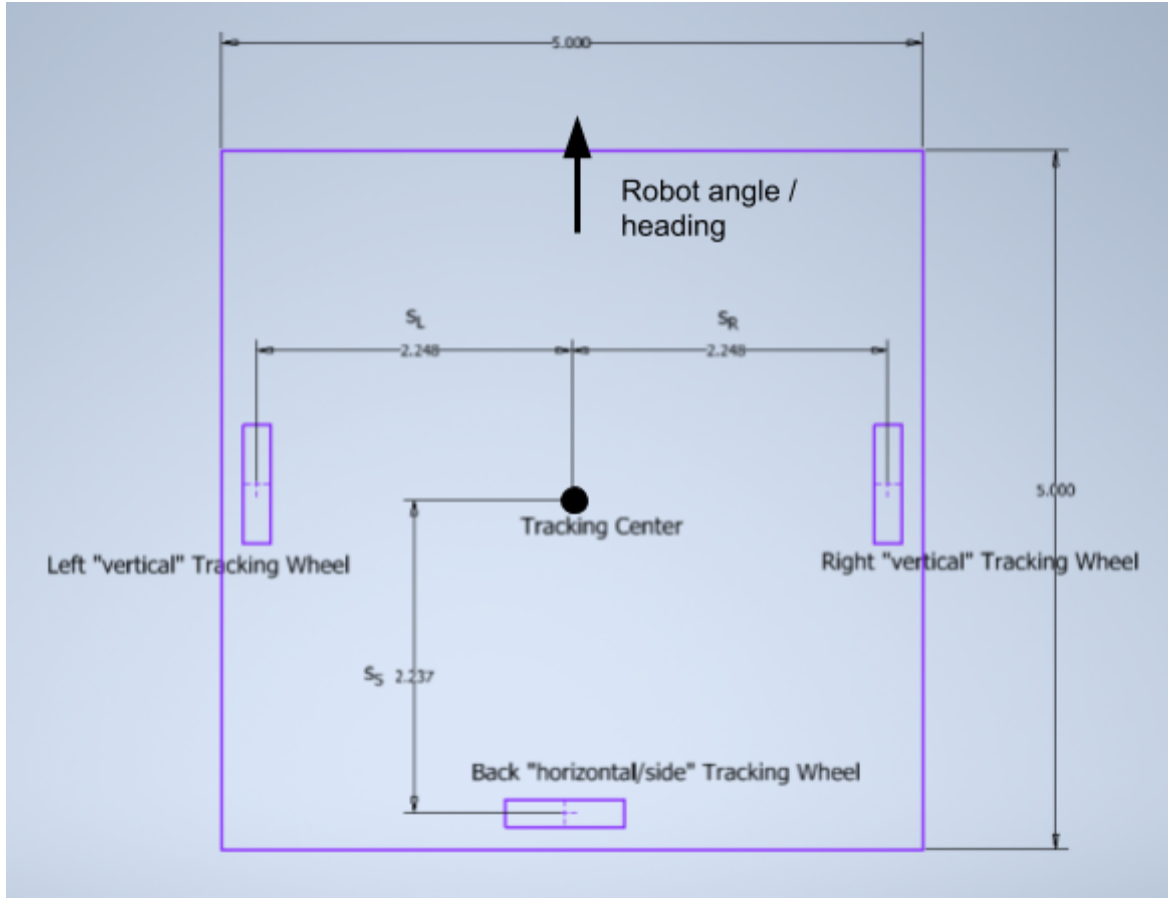 5.000
Robot angle /
heading
SL
SR
2.248
2.248
5.000
Tracking Center
Left "vertical" Tracking Wheel
Right "vertical" Tracking Wheel
SS 2.237
Back "horizontal/side" Tracking Wheel